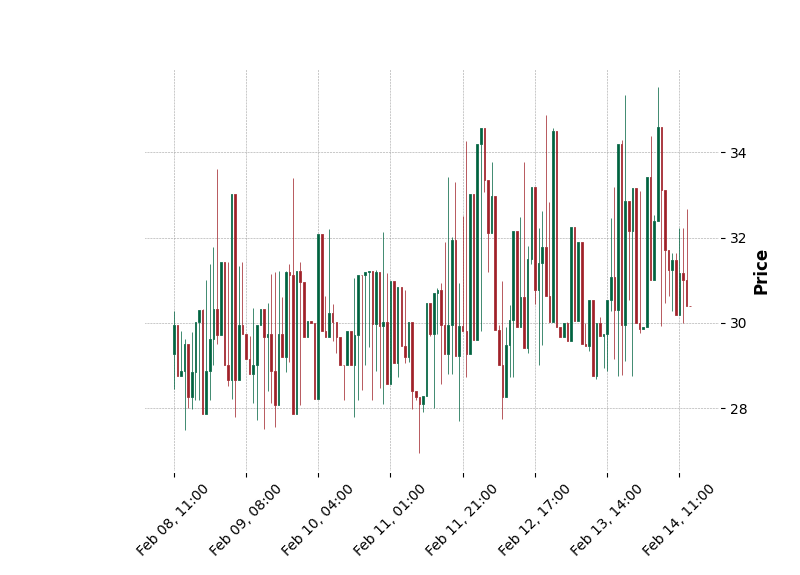 34
32
30
28
Price
Feb 08, 11:00
Feb 09, 08:00
Feb 10, 04:00
Feb 11, 01:00
Feb 11, 21:00
Feb 12, 17:00
Feb 13, 14:00
Feb 14, 11:00